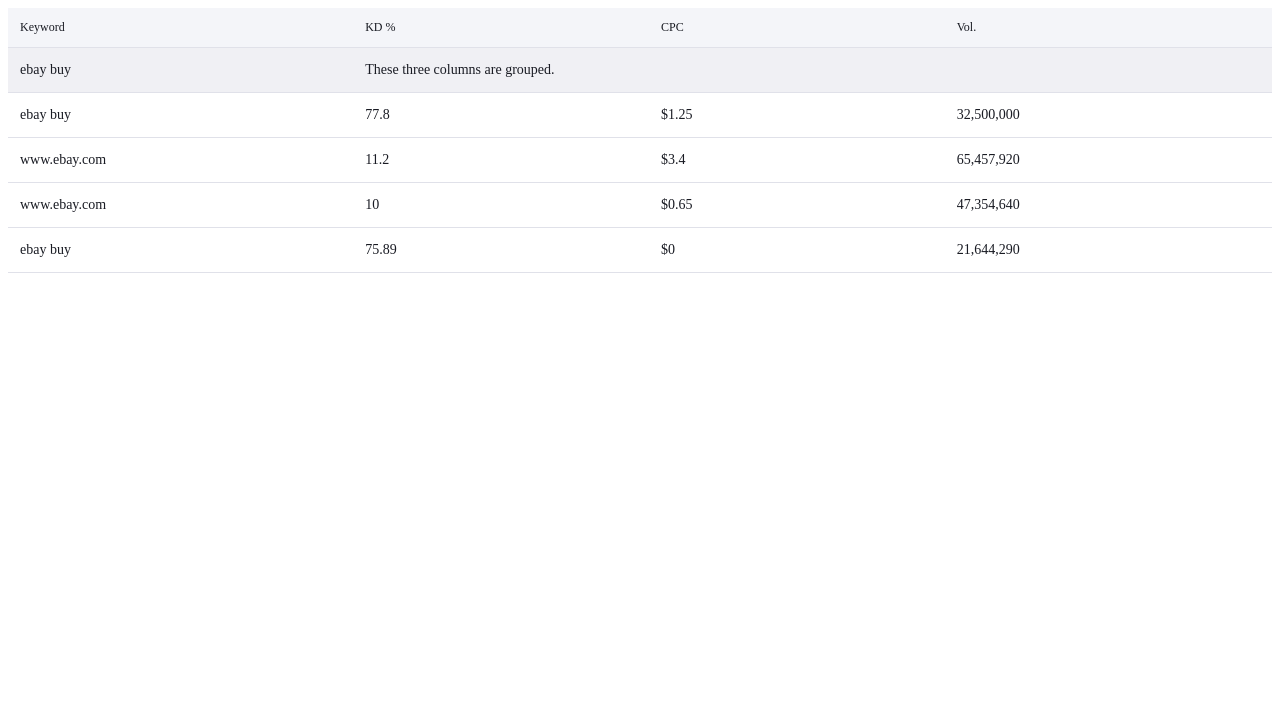 Keyword KD % CPC Vol.
ebay buy These three columns are grouped.
ebay buy 77.8 $1.25 32,500,000
www.ebay.com 11.2 $3.4 65,457,920
www.ebay.com 10 $0.65 47,354,640
ebay buy 75.89 $0 21,644,290